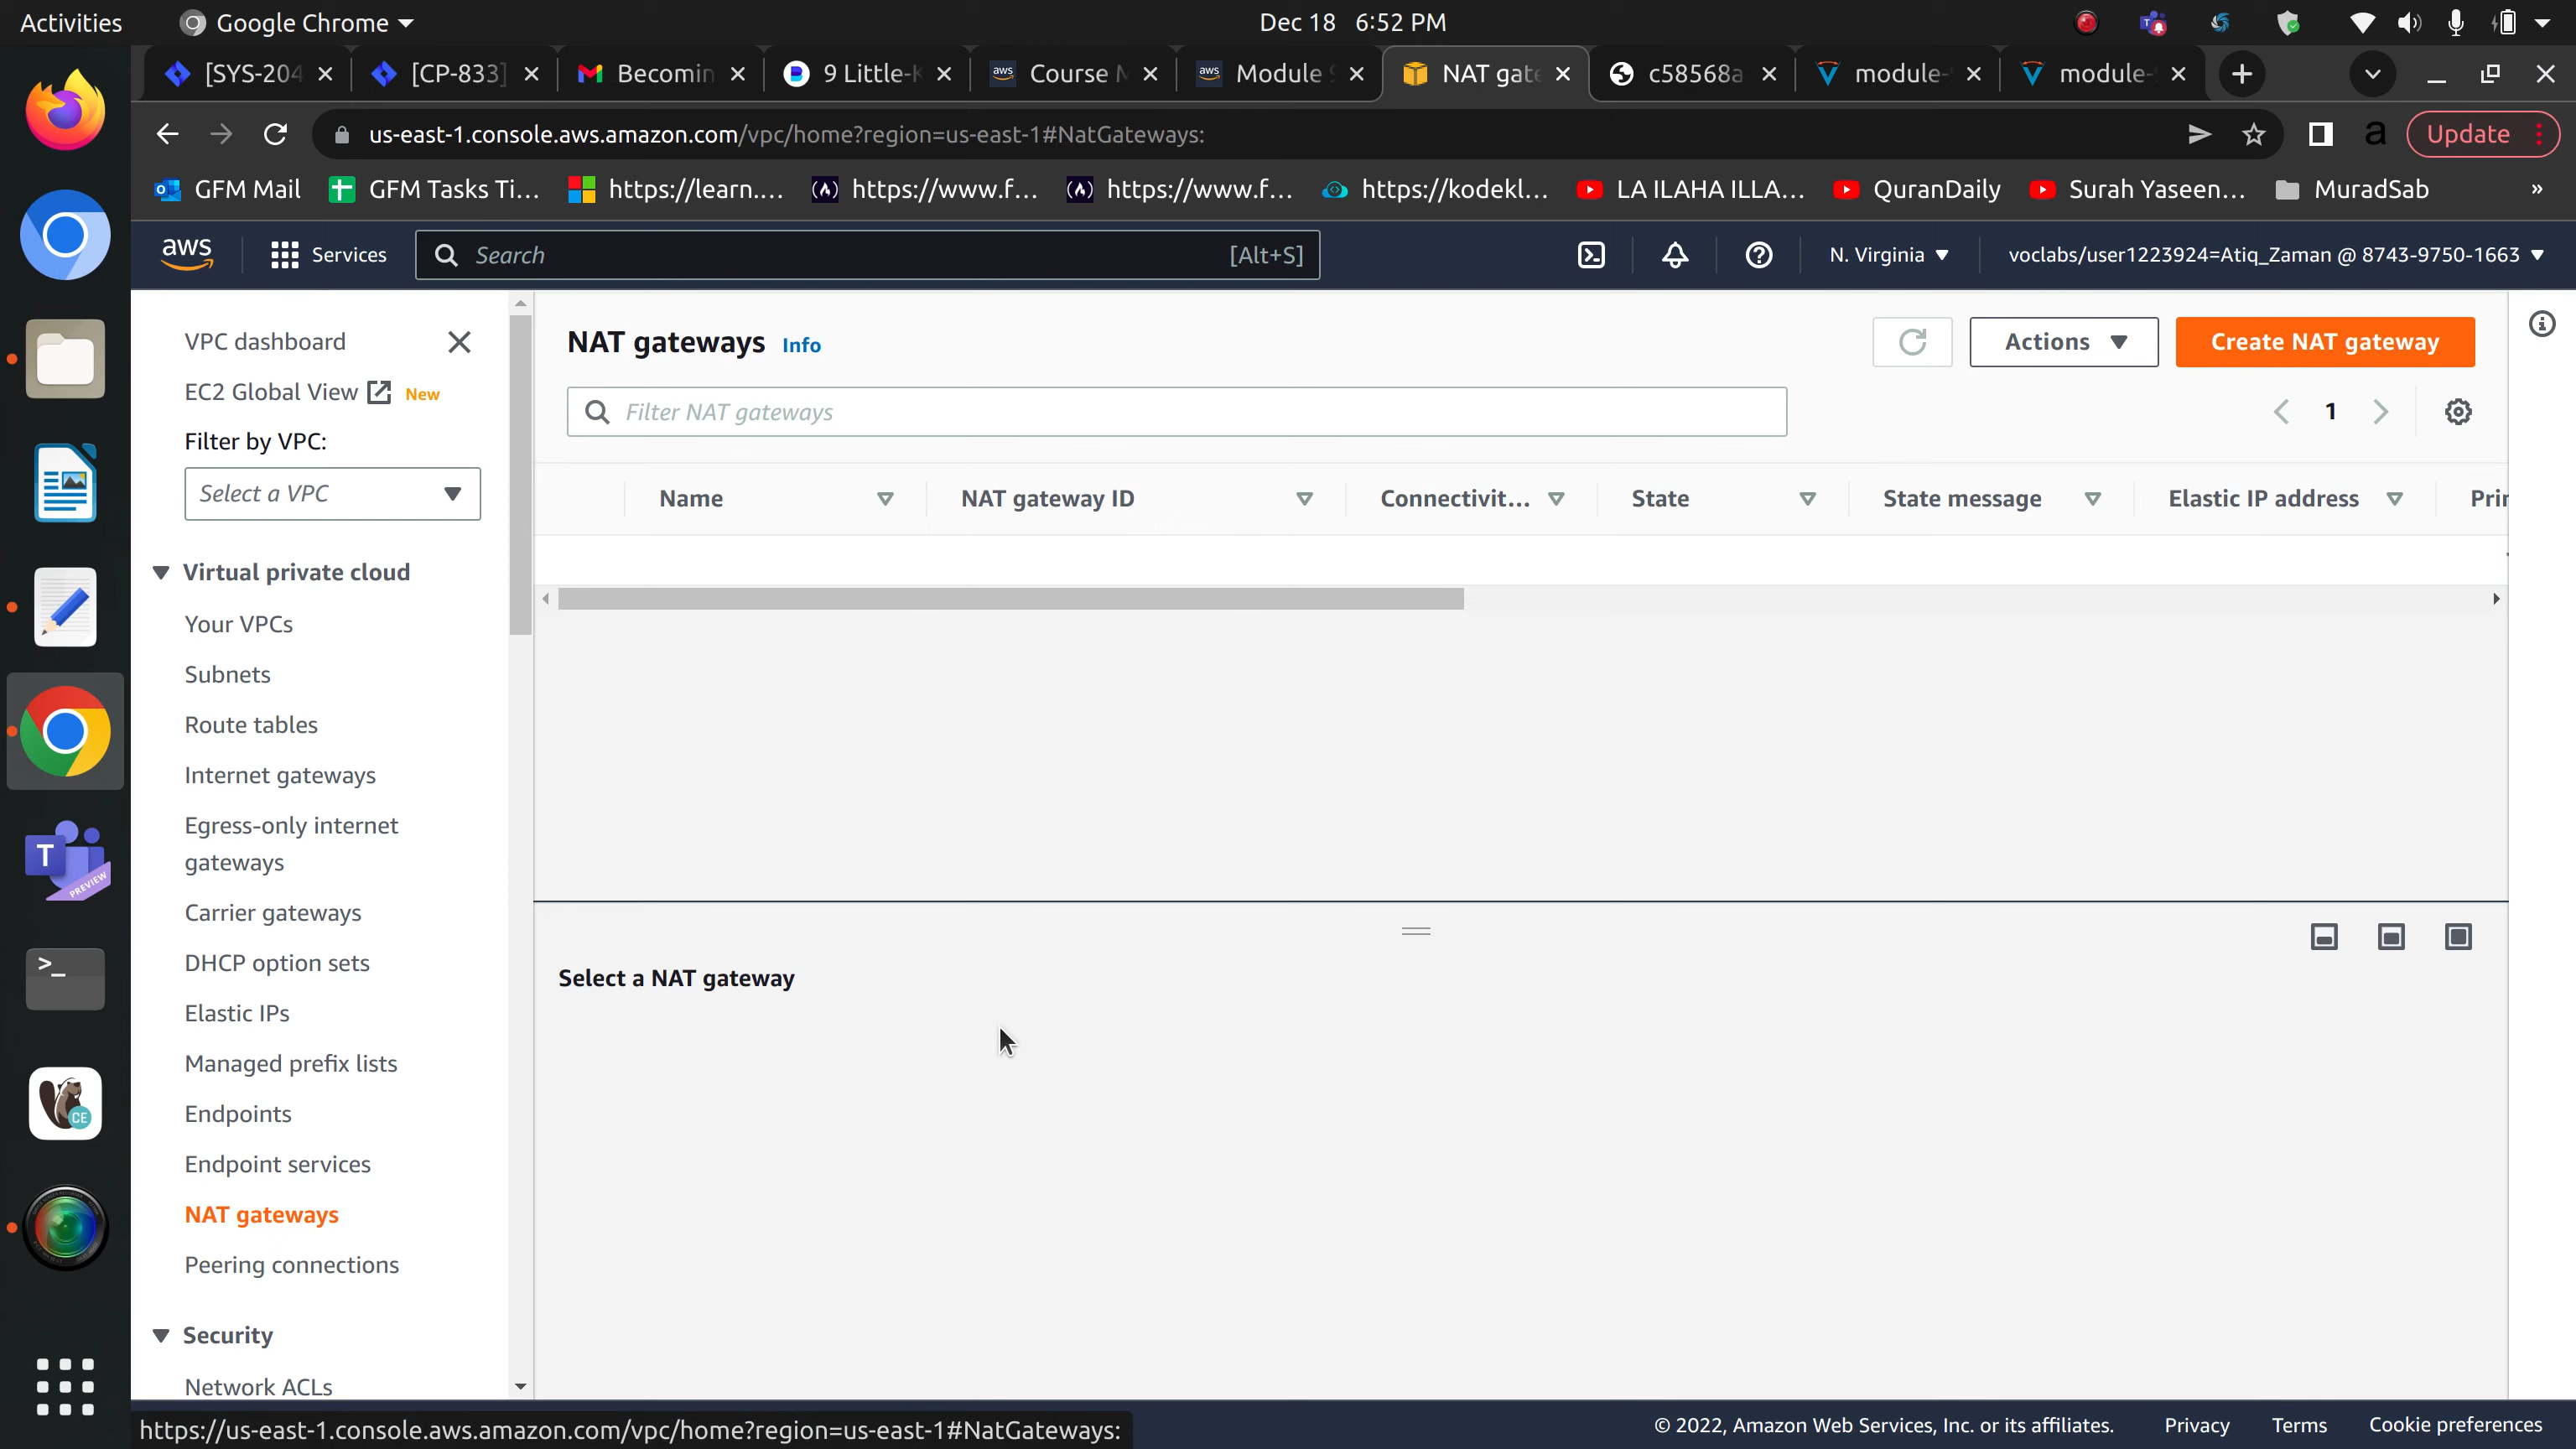 Activities
Google Chrome
Dec 18 6:52 PM
[SYS-204
[CP-833]
Becomin
9 Little-K
Course M
Module 9
NAT gate
c58568a
module-
module-
us-east-1.console.aws.amazon.com/vpc/home?region=us-east-1#NatGateways:
Update
GFM Mail
GFM Tasks Ti...
https://learn....
https://www.f...
https://www.f...
https://kodekl...
LA ILAHA ILLA...
QuranDaily
Surah Yaseen...
MuradSab
»
aws
Services
Search
[Alt+S]
N. Virginia
voclabs/user1223924=Atiq_Zaman @ 8743-9750-1663
VPC dashboard
EC2 Global View
New
Filter by VPC:
Select a VPC
Virtual private cloud
Your VPCs
Subnets
Route tables
Internet gateways
Egress-only internet
gateways
Carrier gateways
DHCP option sets
Elastic IPs
Managed prefix lists
Endpoints
Endpoint services
NAT gateways
Peering connections
Security
Network ACLs
NAT gateways
Info
Actions
Create NAT gateway
Filter NAT gateways
1
Name
NAT gateway ID
Connectivit...
State
State message
Elastic IP address
Prir
Select a NAT gateway
T
PREVIEW
>_
CE
https://us-east-1.console.aws.amazon.com/vpc/home?region=us-east-1#NatGateways:
© 2022, Amazon Web Services, Inc. or its affiliates.
Privacy
Terms
Cookie preferences